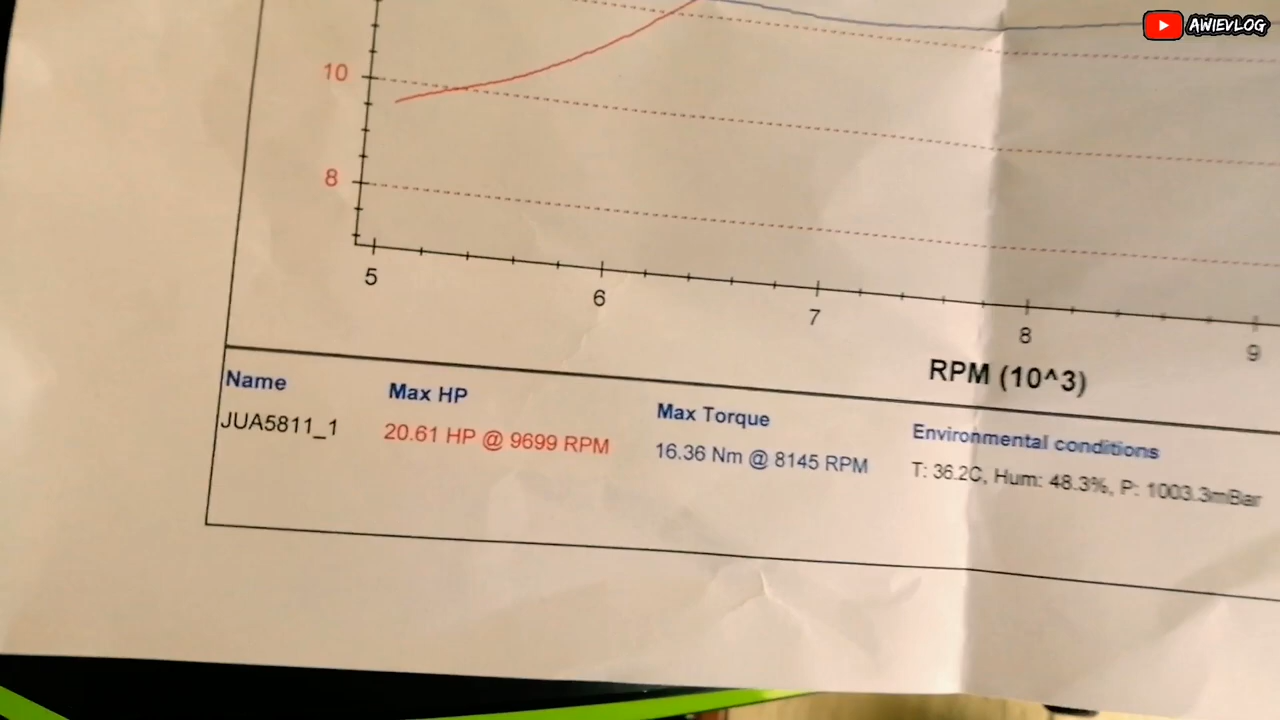 AWIEVLOG
10
8
5
6
7
8
9
RPM (10^3)
Name
Max HP
Max Torque
Environmental conditions
JUA5811_1
20.61 HP @ 9699 RPM
16.36 Nm @ 8145 RPM
T: 36.2C, Hum: 48.3%, P: 1003.3mBar